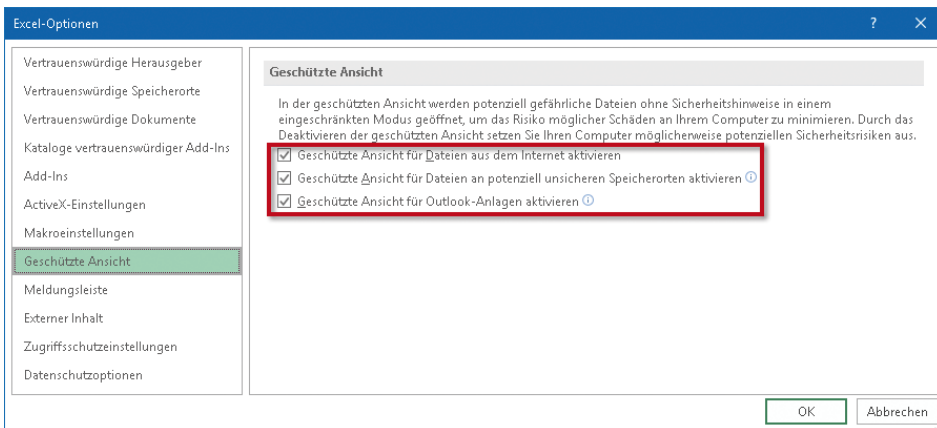 Excel-Optionen
?
Vertrauenswürdige Herausgeber
Vertrauenswürdige Speicherorte
Vertrauenswürdige Dokumente
Kataloge vertrauenswürdiger Add-Ins
Add-Ins
ActiveX-Einstellungen
Makroeinstellungen
Geschützte Ansicht
Meldungsleiste
Externer Inhalt
Zugriffsschutzeinstellungen
Datenschutzoptionen
Geschützte Ansicht
In der geschützten Ansicht werden potenziell gefährliche Dateien ohne Sicherheitshinweise in einem
eingeschränkten Modus geöffnet, um das Risiko möglicher Schäden an Ihrem Computer zu minimieren. Durch das
Deaktivieren der geschützten Ansicht setzen Sie Ihren Computer möglicherweise potenziellen Sicherheitsrisiken aus.
Geschützte Ansicht für Dateien aus dem Internet aktivieren
Geschützte Ansicht für Dateien an potenziell unsicheren Speicherorten aktivieren
Geschützte Ansicht für Outlook-Anlagen aktivieren
OK
Abbrechen